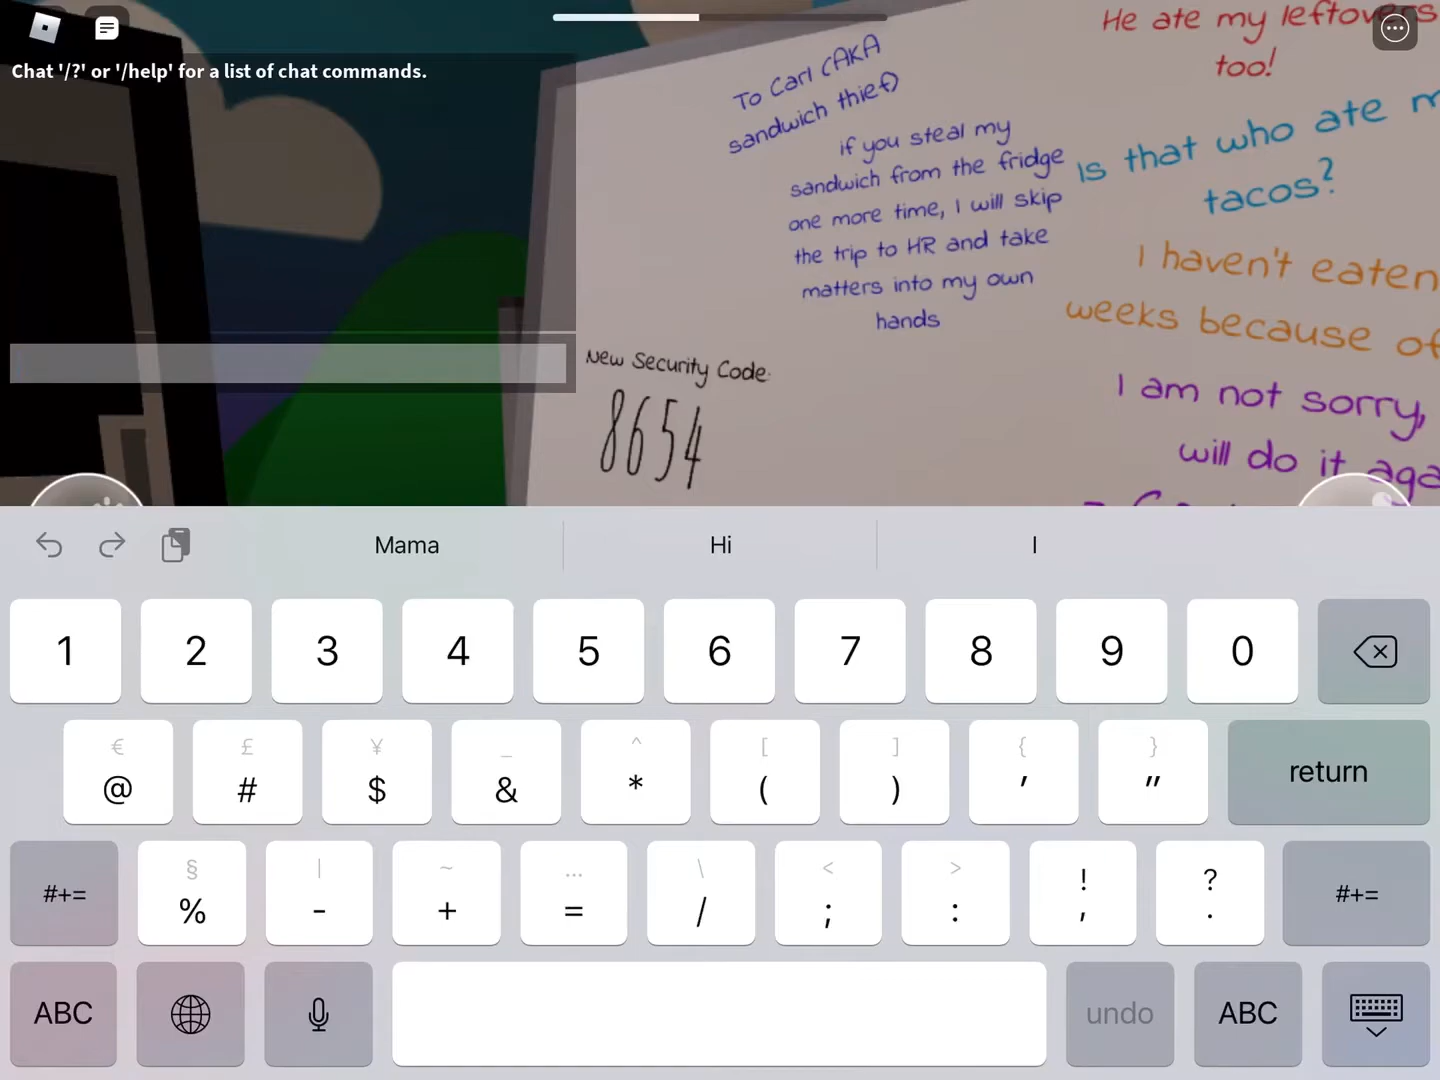 Chat '/?' or '/help' for a list of chat commands.
To Carl (AKA
sandwich thief)
if you steal my
sandwich from the fridge
one more time, I will skip
the trip to HR and take
matters into my own
hands
New Security Code:
8654
He ate my leftovers
too!
Is that who ate
tacos?
I haven't eaten
weeks because of
I am not sorry,
will do it
Mama Hi I
1 2 3 4 5 6 7 8 9 0
€ £ ¥ _ ^ [ ] { }
@ # $ & * ( ) ' " return
§ | ~ … \ < > ! ?
#+= % - + = / ; : , . #+=
ABC undo ABC